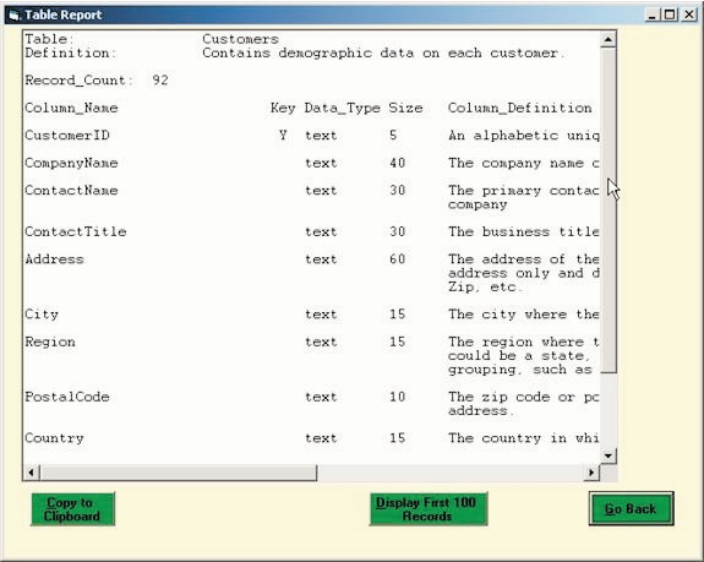 Table Report
Table: Customers
Definition: Contains demographic data on each customer.
Record_Count: 92
Column_Name Key Data_Type Size Column_Definition
CustomerID Y text 5 An alphabetic uniq
CompanyName text 40 The company name c
ContactName text 30 The primary contac
company
ContactTitle text 30 The business title
Address text 60 The address of the
address only and d
Zip, etc.
City text 15 The city where the
Region text 15 The region where t
could be a state,
grouping, such as
PostalCode text 10 The zip code or po
address.
Country text 15 The country in whi
Copy to
Clipboard
Display First 100
Records
Go Back